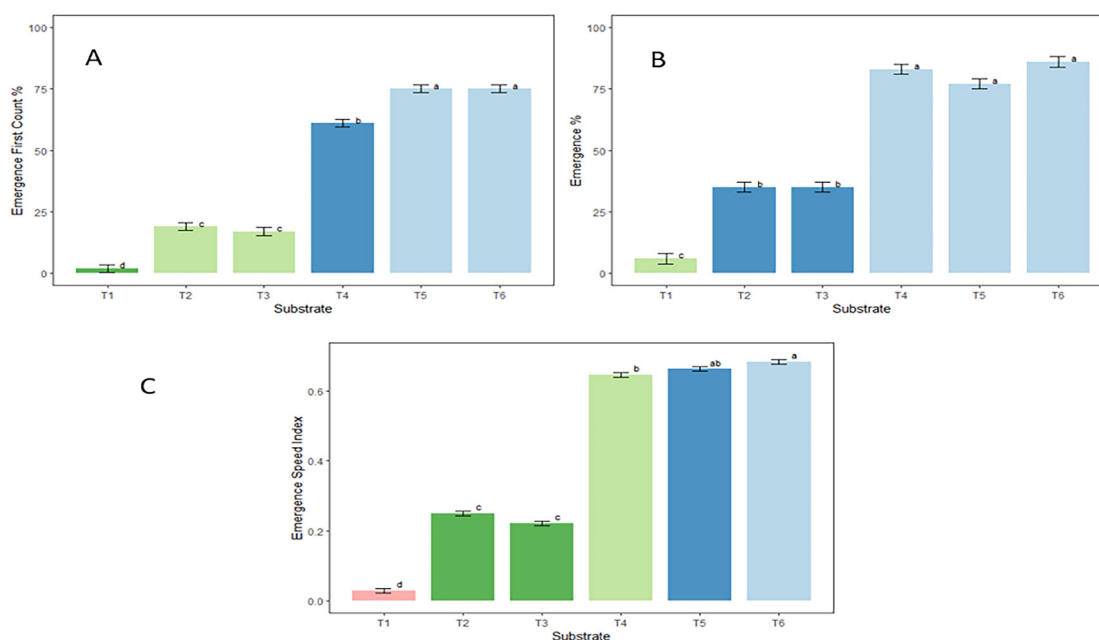 A
Emergence First Count %
100
75
50
25
0
d
c
c
b
a
a
T1 T2 T3 T4 T5 T6
Substrate
B
Emergence %
100
75
50
25
0
c
b
b
a
a
a
T1 T2 T3 T4 T5 T6
Substrate
C
Emergence Speed Index
0.6
0.4
0.2
0.0
d
c
c
b
ab
a
T1 T2 T3 T4 T5 T6
Substrate